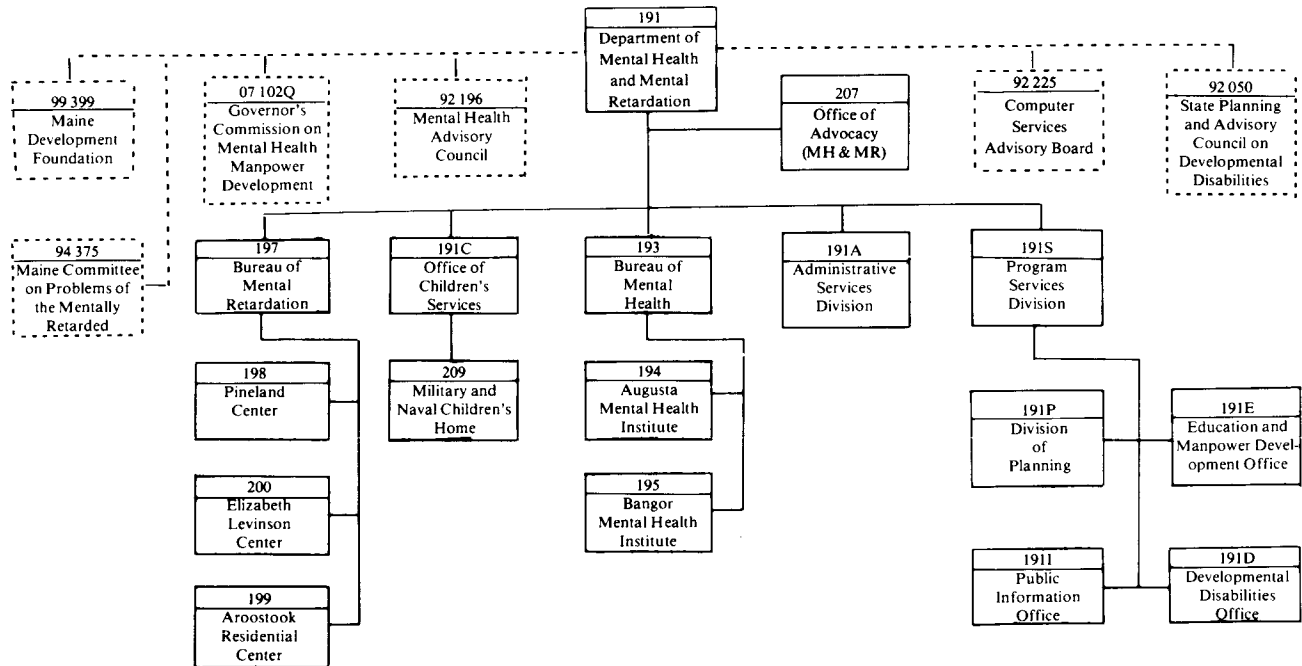 191
Department of
Mental Health
and Mental
Retardation
99 399
Maine
Development
Foundation
07 102Q
Governor's
Commission on
Mental Health
Manpower
Development
92 196
Mental Health
Advisory
Council
207
Office of
Advocacy
(MH & MR)
92 225
Computer
Services
Advisory Board
92 050
State Planning
and Advisory
Council on
Developmental
Disabilities
94 375
Maine Committee
on Problems of
the Mentally
Retarded
197
Bureau of
Mental
Retardation
191C
Office of
Children's
Services
193
Bureau of
Mental
Health
191A
Administrative
Services
Division
191S
Program
Services
Division
198
Pineland
Center
209
Military and
Naval Children's
Home
194
Augusta
Mental Health
Institute
191P
Division
of
Planning
191E
Education and
Manpower Devel-
opment Office
200
Elizabeth
Levinson
Center
195
Bangor
Mental Health
Institute
191I
Public
Information
Office
191D
Developmental
Disabilities
Office
199
Aroostook
Residential
Center